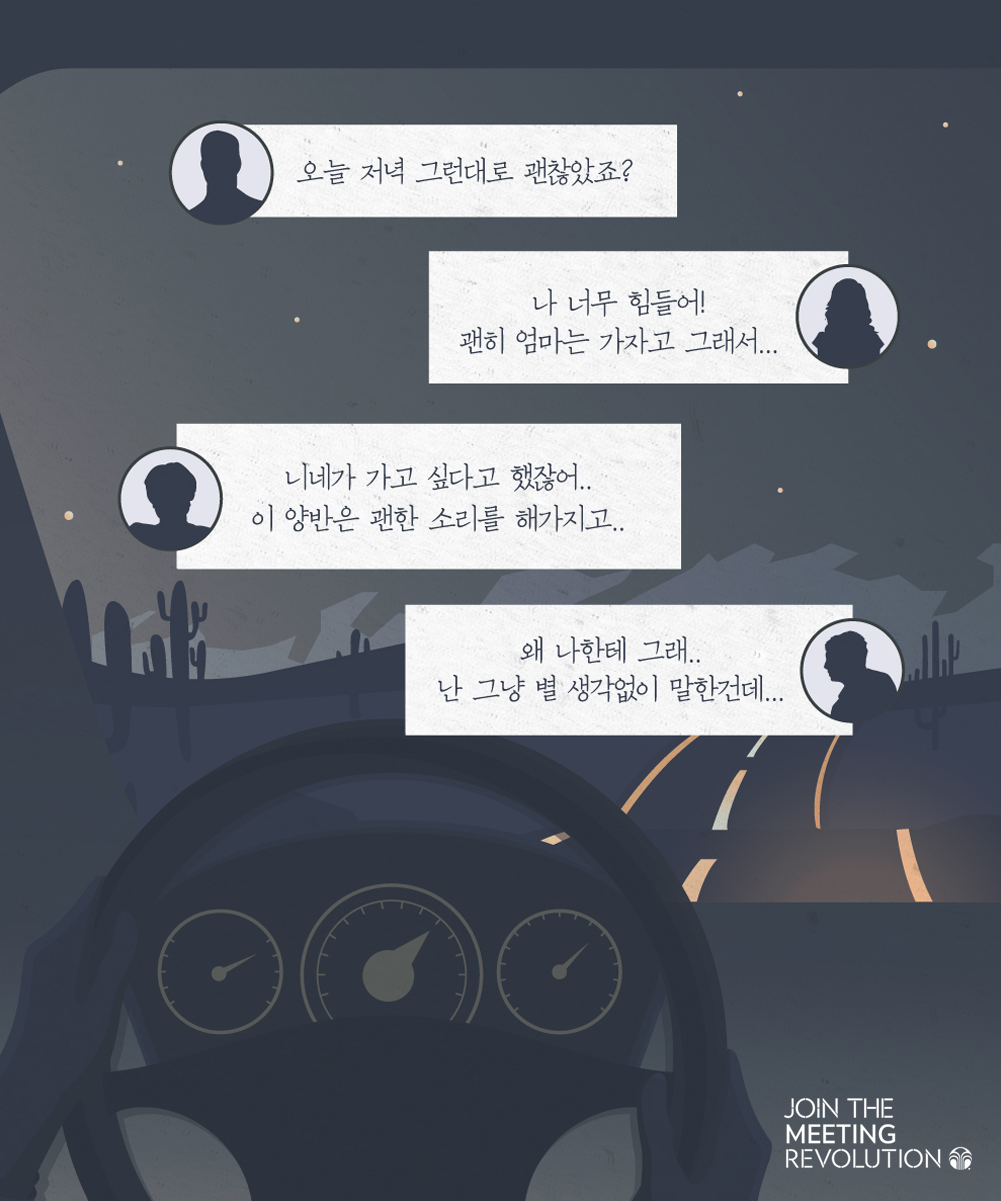 오늘 저녁 그런대로 괜찮았죠?
나 너무 힘들어!
괜히 엄마는 가자고 그래서...
니네가 가고 싶다고 했잖어..
이 양반은 괜한 소리를 해가지고..
왜 나한테 그래..
난 그냥 별 생각없이 말한건데...
JOIN THE
MEETING
REVOLUTION